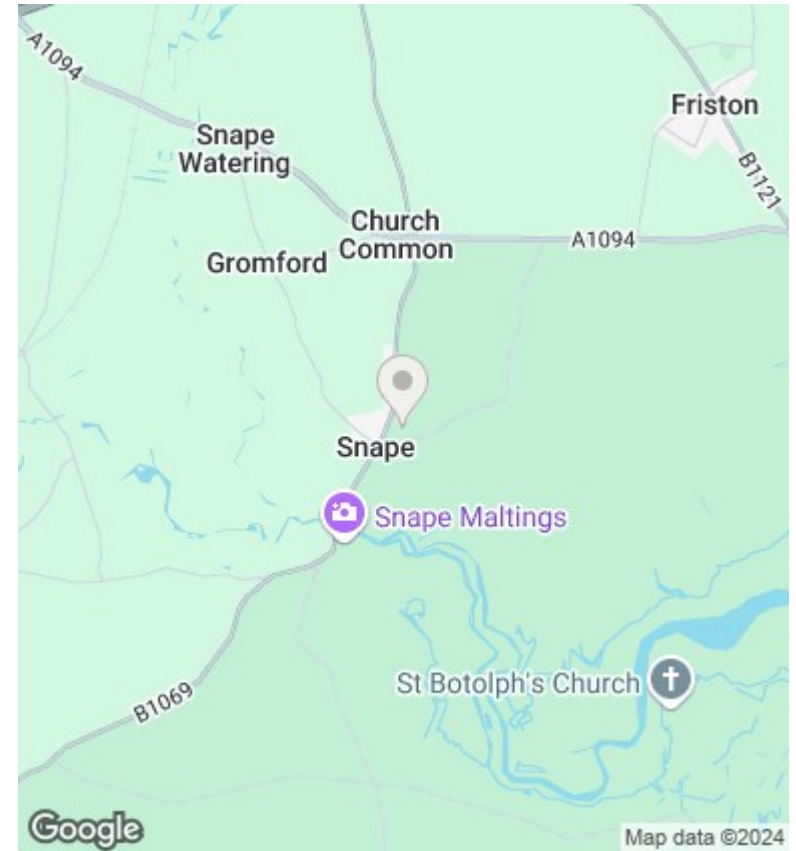 A1094
Friston
Snape
Watering
B1121
Church
Common
A1094
Gromford
Snape
Snape Maltings
St Botolph's Church
B1069
Google
Map data ©2024